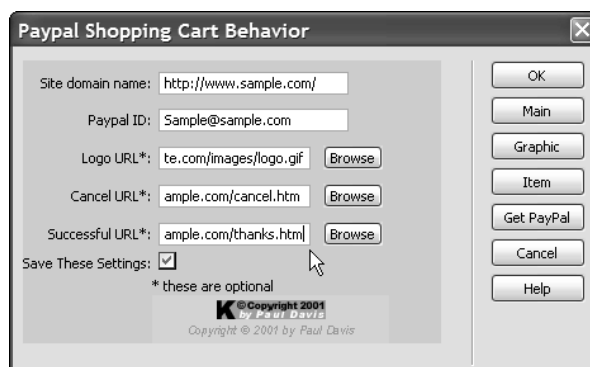 Paypal Shopping Cart Behavior
Site domain name: http://www.sample.com/
Paypal ID: Sample@sample.com
Logo URL*: te.com/images/logo.gif Browse
Cancel URL*: ample.com/cancel.htm Browse
Successful URL*: ample.com/thanks.htm Browse
Save These Settings:
* these are optional
K ©Copyright 2001
by Paul Davis
Copyright © 2001 by Paul Davis
OK
Main
Graphic
Item
Get PayPal
Cancel
Help